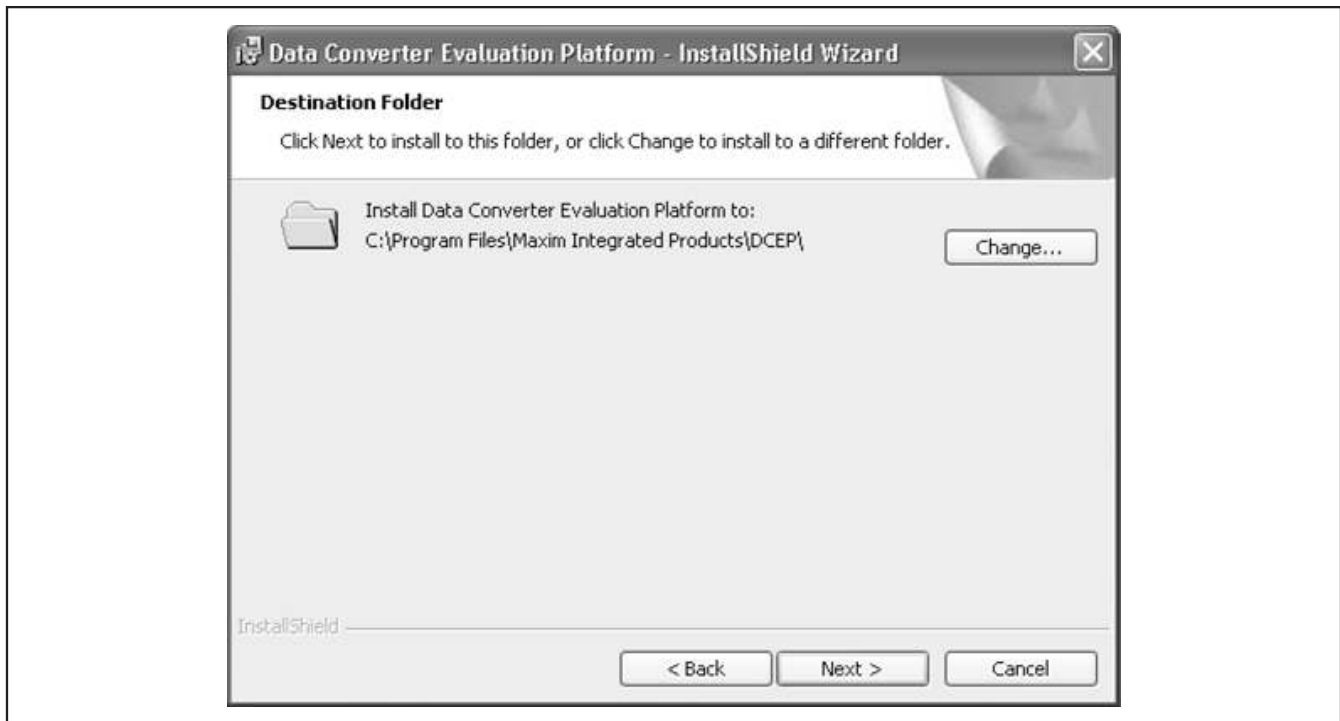 Data Converter Evaluation Platform - InstallShield Wizard
Destination Folder
Click Next to install to this folder, or click Change to install to a different folder.
Install Data Converter Evaluation Platform to:
C:\Program Files\Maxim Integrated Products\DCEP\
Change...
InstallShield
< Back
Next >
Cancel